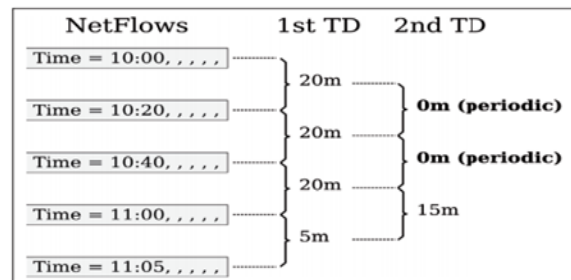 NetFlows 1st TD 2nd TD
Time = 10:00, , , , ,
20m
Time = 10:20, , , , ,
0m (periodic)
20m
Time = 10:40, , , , ,
0m (periodic)
20m
Time = 11:00, , , , ,
15m
5m
Time = 11:05, , , , ,